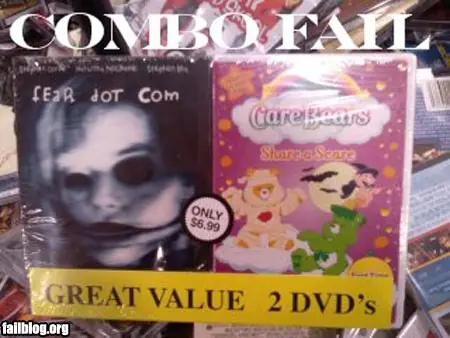 COMBO FAIL
feaR dot com
Care Bears
Share a Scare
ONLY
$6.99
GREAT VALUE 2 DVD's
failblog.org